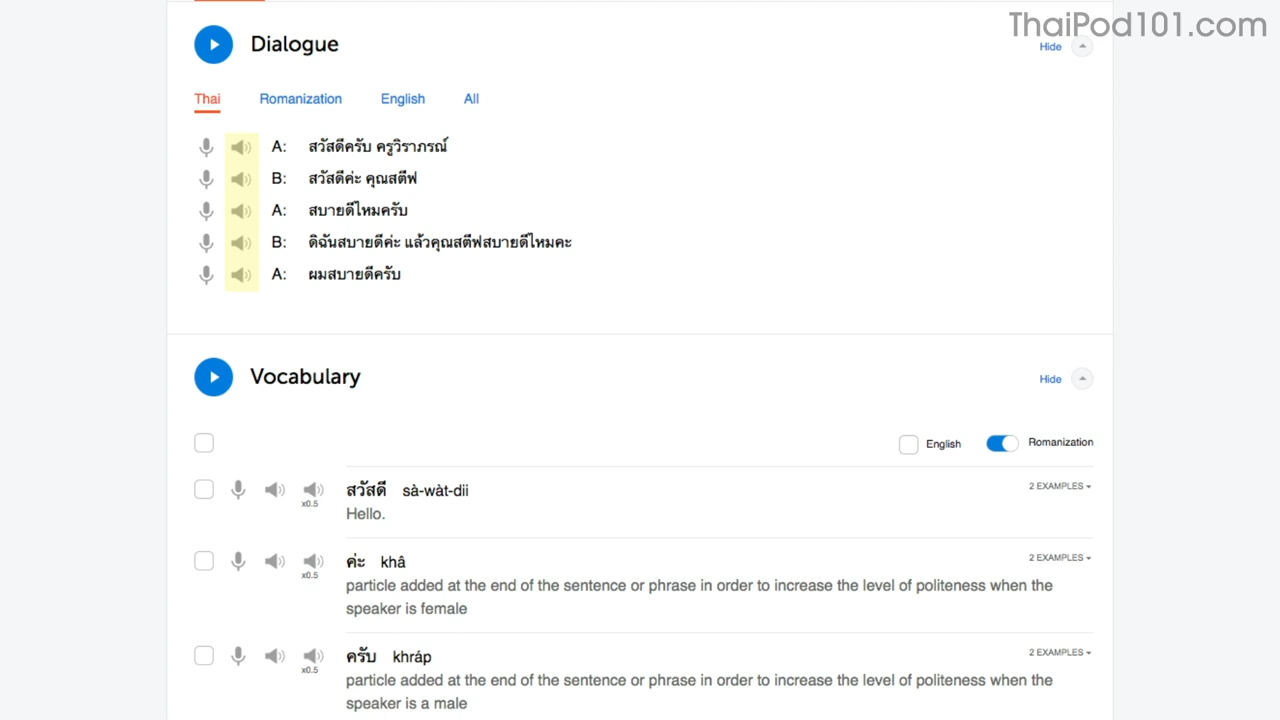 ThaiPod101.com
Dialogue
Hide
Thai Romanization English All
A: สวัสดีครับ ครูวิราภรณ์
B: สวัสดีค่ะ คุณสตีฟ
A: สบายดีไหมครับ
B: ดิฉันสบายดีค่ะ แล้วคุณสตีฟสบายดีไหมคะ
A: ผมสบายดีครับ
Vocabulary
Hide
English Romanization
สวัสดี sà-wàt-dii
2 EXAMPLES
x0.5
Hello.
ค่ะ khâ
2 EXAMPLES
x0.5
particle added at the end of the sentence or phrase in order to increase the level of politeness when the
speaker is female
ครับ khráp
2 EXAMPLES
x0.5
particle added at the end of the sentence or phrase in order to increase the level of politeness when the
speaker is a male